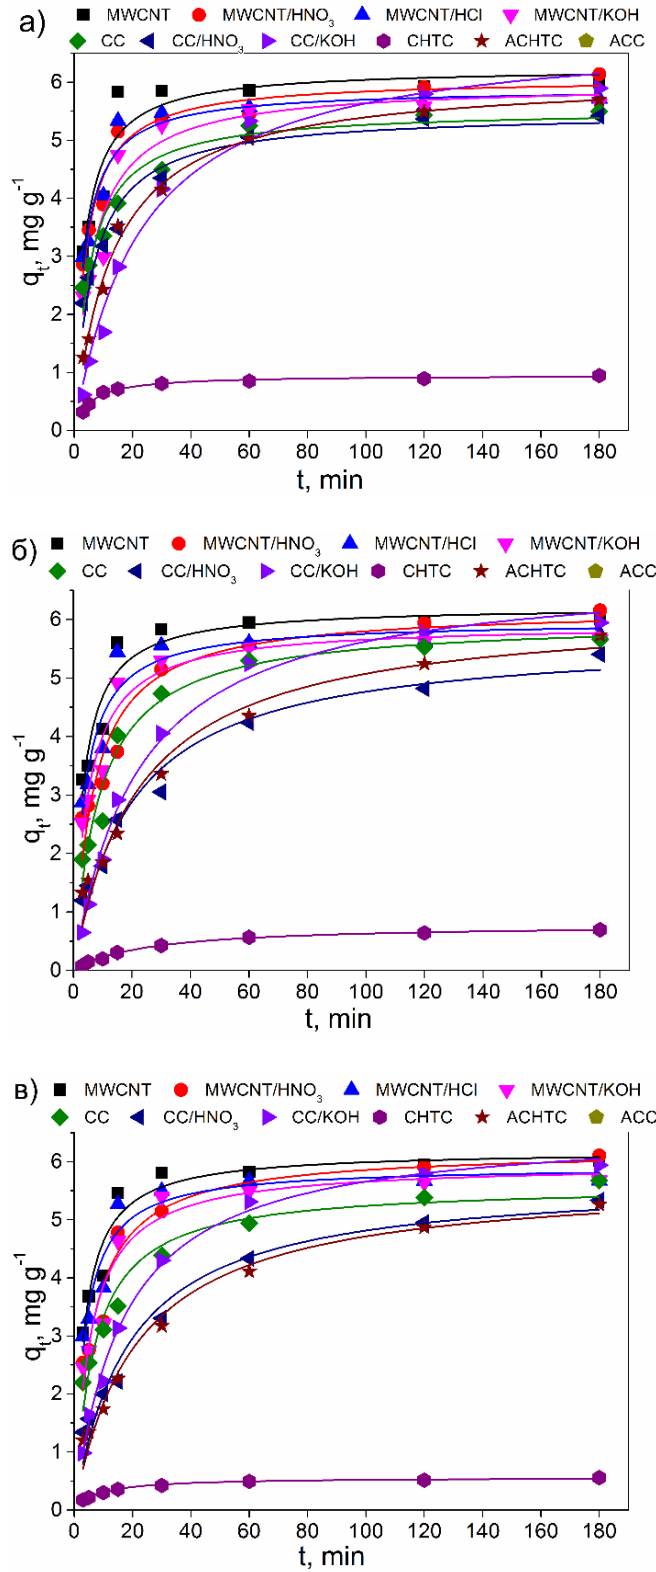 а)
MWCNT MWCNT/HNO₃ MWCNT/HCl MWCNT/KOH
CC CC/HNO₃ CC/KOH CHTC ACHTC ACC
6
5
4
3
2
1
0
qₜ, mg g⁻¹
0 20 40 60 80 100 120 140 160 180
t, min
б)
MWCNT MWCNT/HNO₃ MWCNT/HCl MWCNT/KOH
CC CC/HNO₃ CC/KOH CHTC ACHTC ACC
6
5
4
3
2
1
0
qₜ, mg g⁻¹
0 20 40 60 80 100 120 140 160 180
t, min
в)
MWCNT MWCNT/HNO₃ MWCNT/HCl MWCNT/KOH
CC CC/HNO₃ CC/KOH CHTC ACHTC ACC
6
5
4
3
2
1
0
qₜ, mg g⁻¹
0 20 40 60 80 100 120 140 160 180
t, min